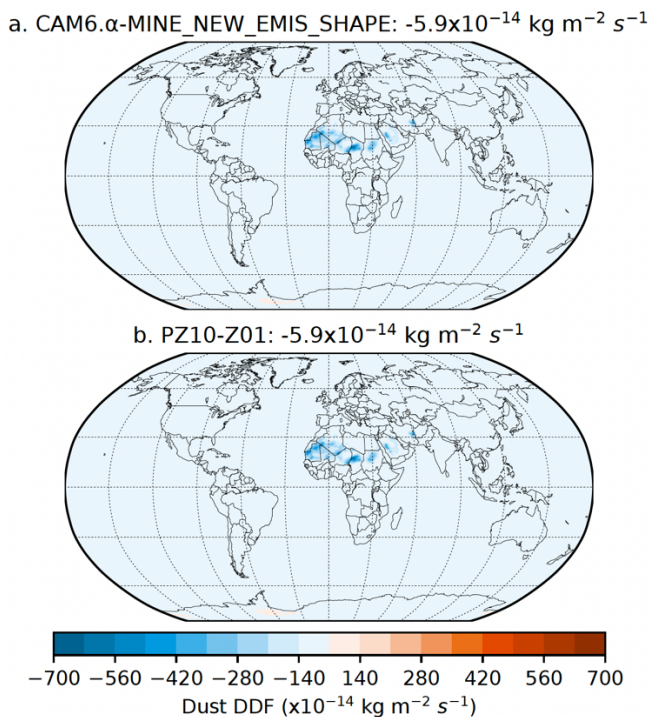 a. CAM6.α-MINE_NEW_EMIS_SHAPE: -5.9x10⁻¹⁴ kg m⁻² s⁻¹
b. PZ10-Z01: -5.9x10⁻¹⁴ kg m⁻² s⁻¹
−700 −560 −420 −280 −140 140 280 420 560 700
Dust DDF (x10⁻¹⁴ kg m⁻² s⁻¹)